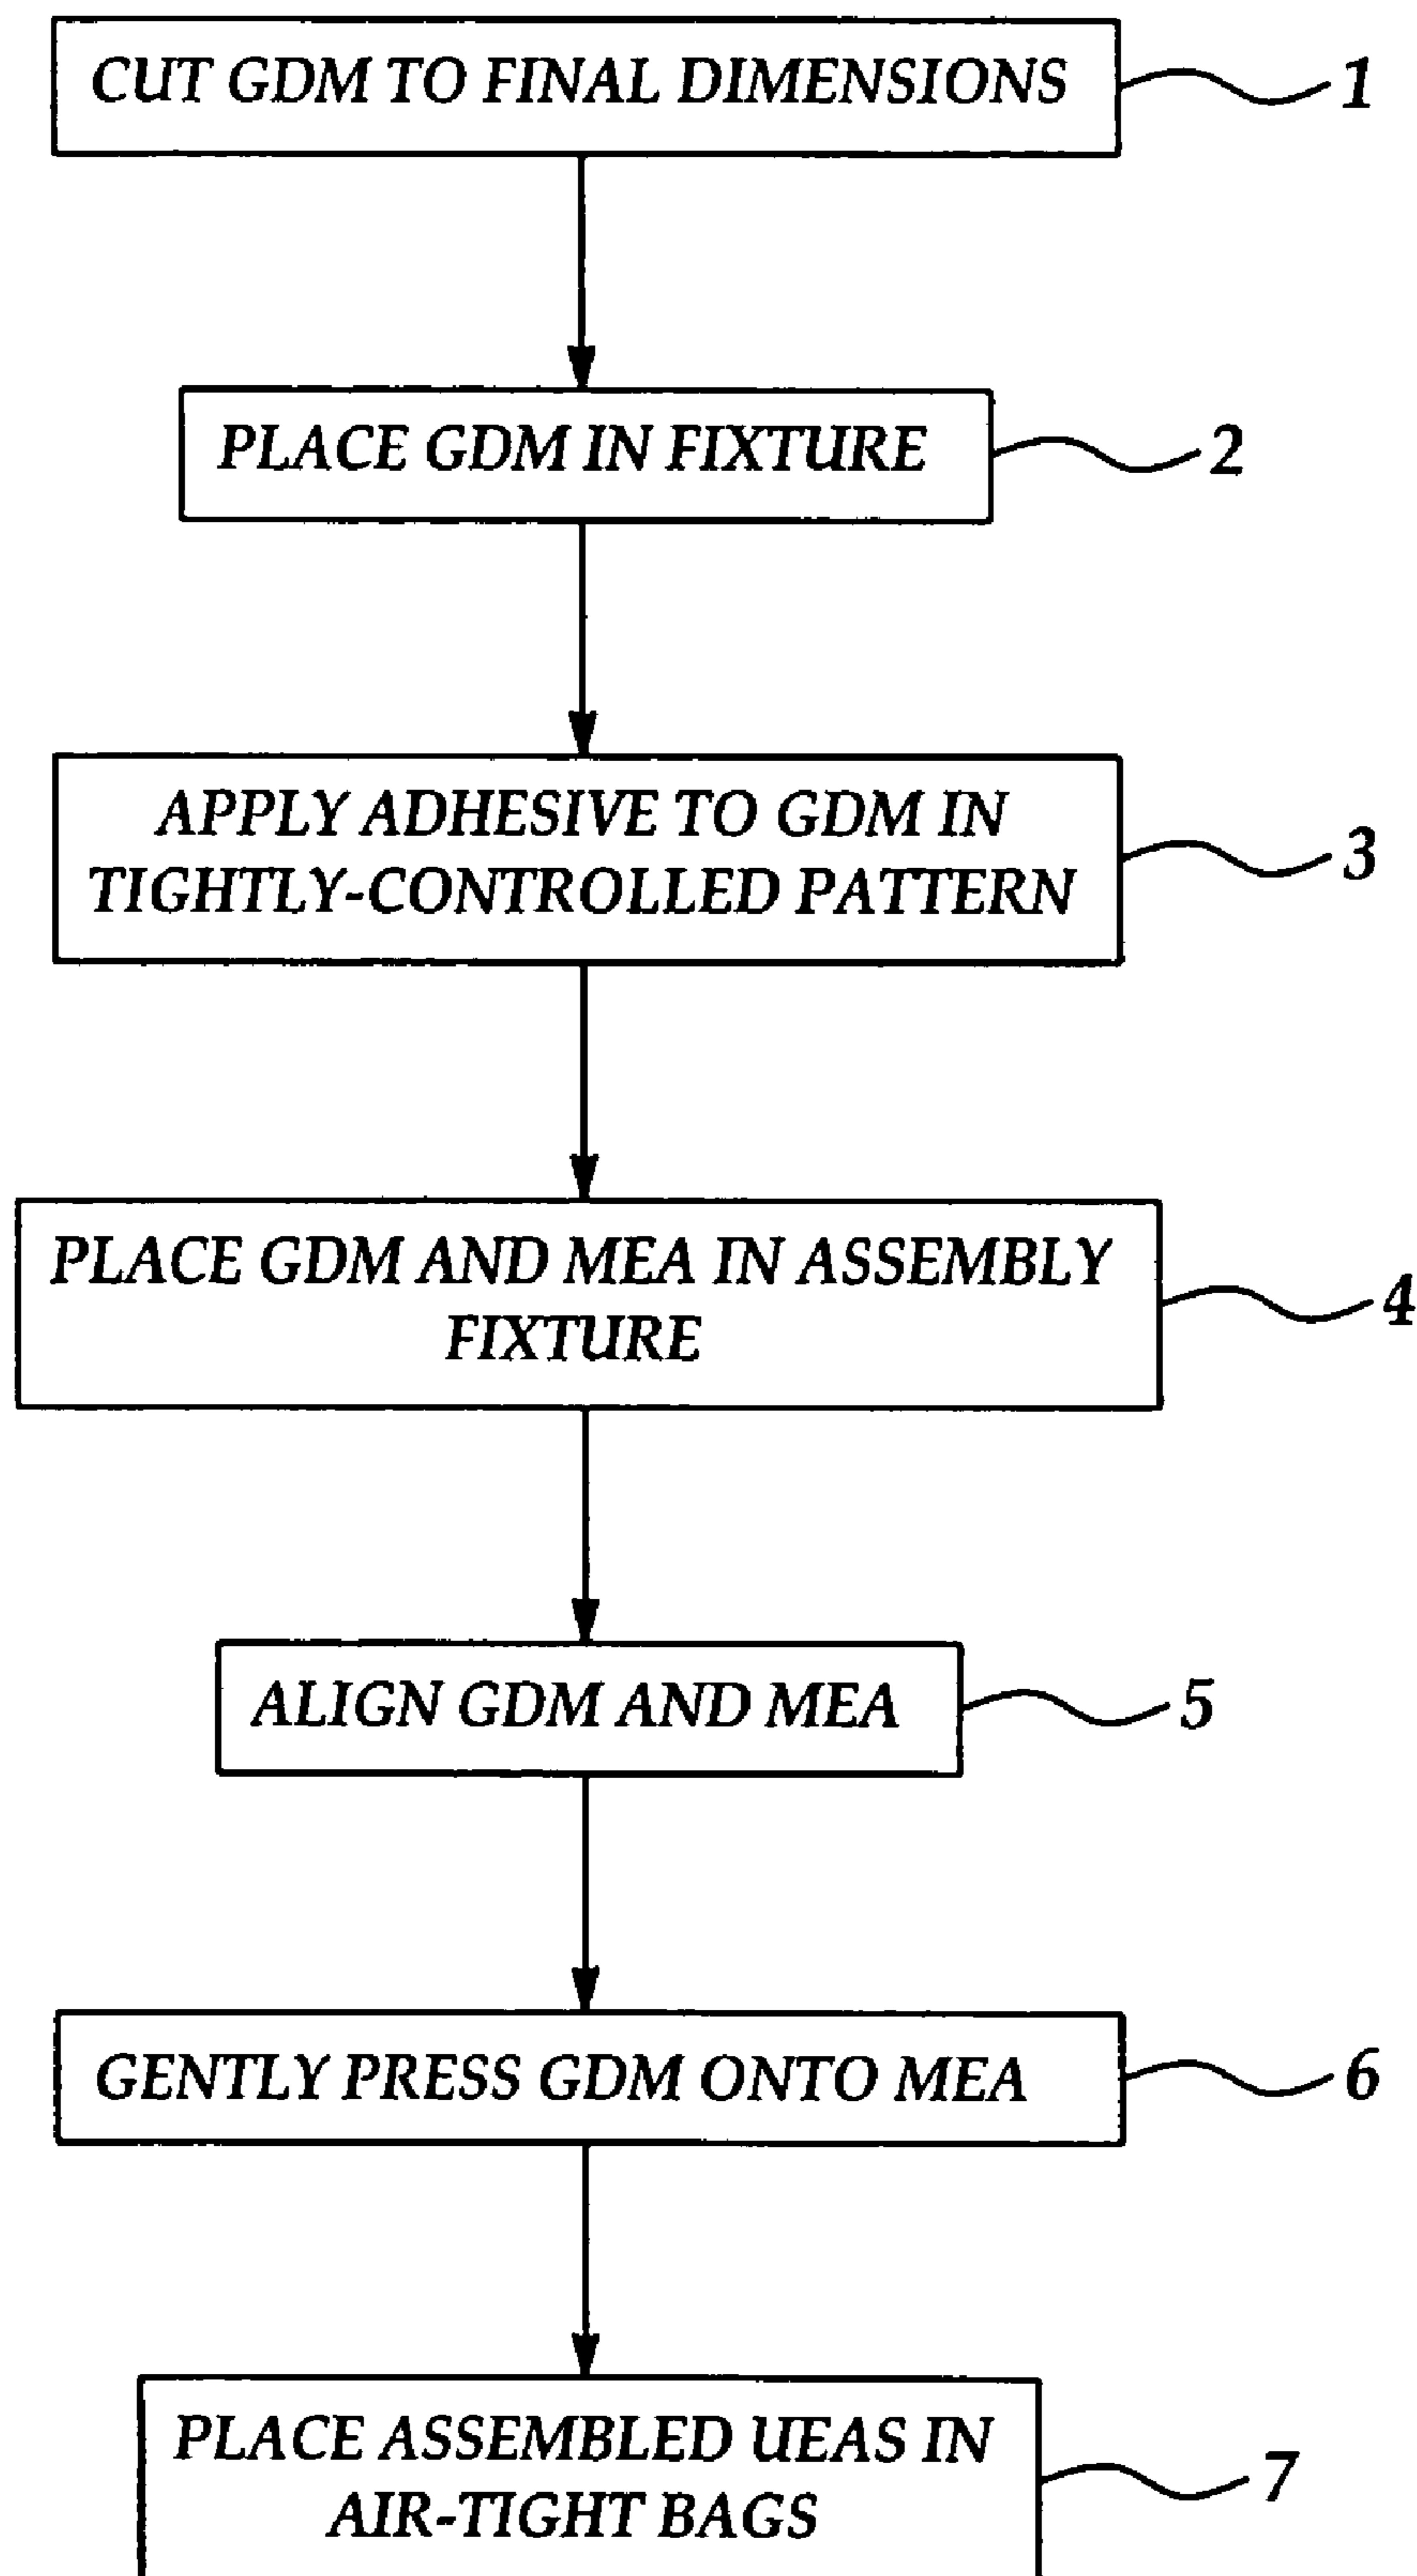 CUT GDM TO FINAL DIMENSIONS
1
PLACE GDM IN FIXTURE
2
APPLY ADHESIVE TO GDM IN
TIGHTLY-CONTROLLED PATTERN
3
PLACE GDM AND MEA IN ASSEMBLY
FIXTURE
4
ALIGN GDM AND MEA
5
GENTLY PRESS GDM ONTO MEA
6
PLACE ASSEMBLED UEAS IN
AIR-TIGHT BAGS
7